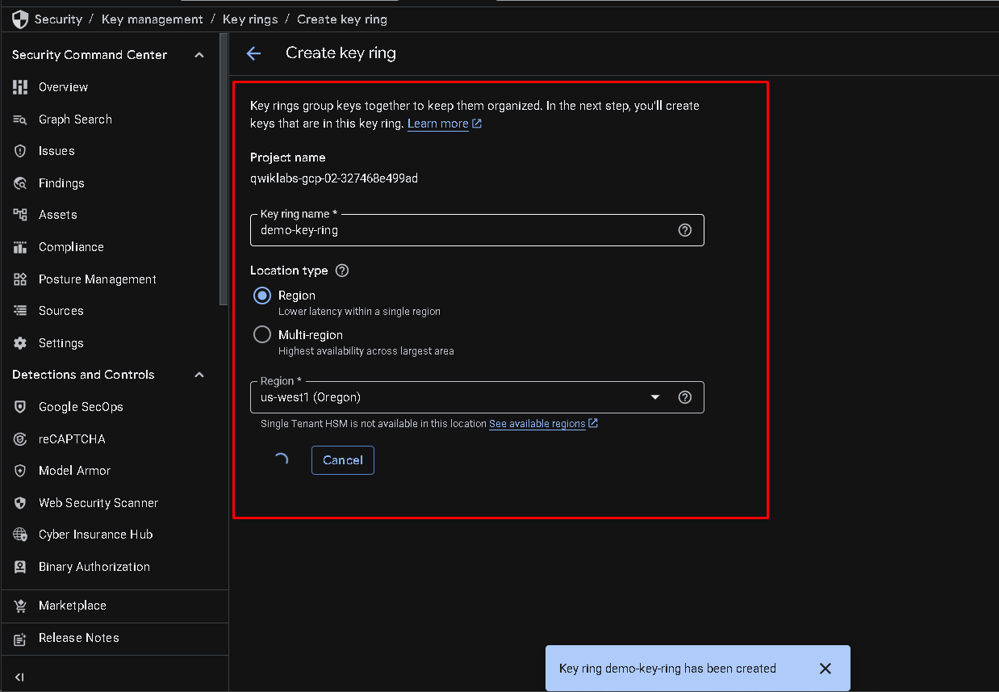 Security / Key management / Key rings / Create key ring
Security Command Center
Overview
Graph Search
Issues
Findings
Assets
Compliance
Posture Management
Sources
Settings
Detections and Controls
Google SecOps
reCAPTCHA
Model Armor
Web Security Scanner
Cyber Insurance Hub
Binary Authorization
Marketplace
Release Notes
Create key ring
Key rings group keys together to keep them organized. In the next step, you'll create
keys that are in this key ring. Learn more
Project name
qwiklabs-gcp-02-327468e499ad
Key ring name *
demo-key-ring
Location type
Region
Lower latency within a single region
Multi-region
Highest availability across largest area
Region *
us-west1 (Oregon)
Single Tenant HSM is not available in this location See available regions
Cancel
Key ring demo-key-ring has been created